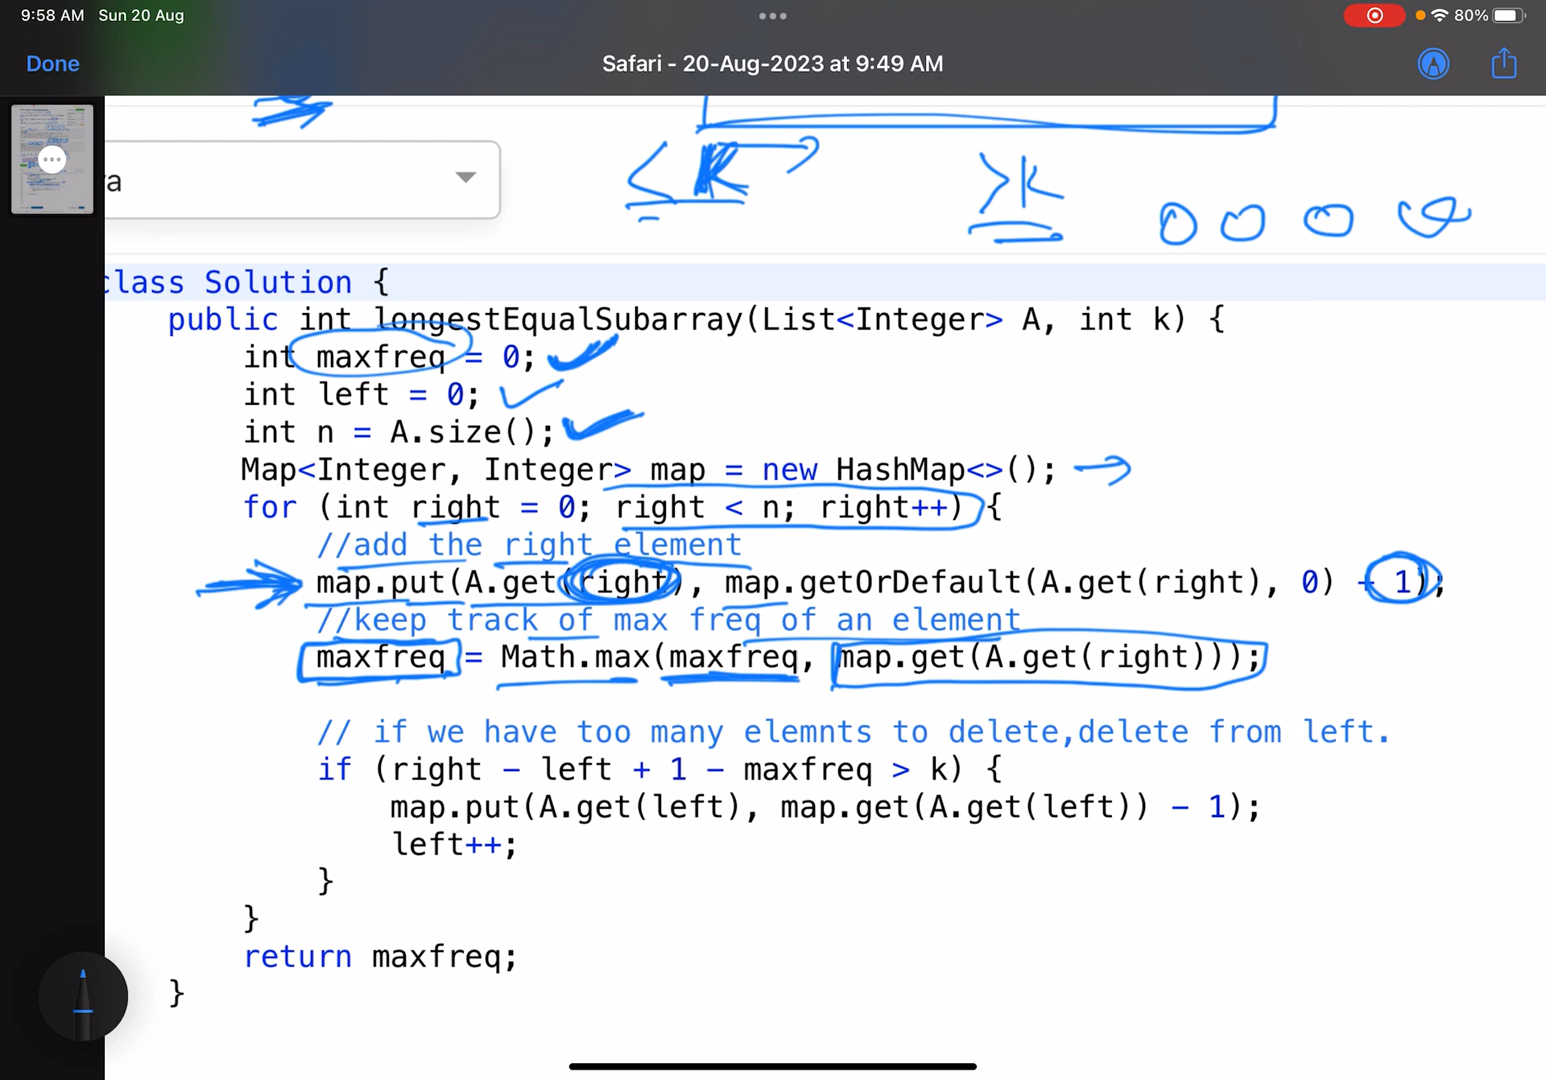 9:58 AM Sun 20 Aug
80%
Done
Safari - 20-Aug-2023 at 9:49 AM
< K
>K
a
class Solution {
public int longestEqualSubarray(List<Integer> A, int k) {
int maxfreq = 0;
int left = 0;
int n = A.size();
Map<Integer, Integer> map = new HashMap<>();
for (int right = 0; right < n; right++) {
//add the right element
map.put(A.get(right), map.getOrDefault(A.get(right), 0) + 1);
//keep track of max freq of an element
maxfreq = Math.max(maxfreq, map.get(A.get(right)));
// if we have too many elemnts to delete,delete from left.
if (right - left + 1 - maxfreq > k) {
map.put(A.get(left), map.get(A.get(left)) - 1);
left++;
}
}
return maxfreq;
}